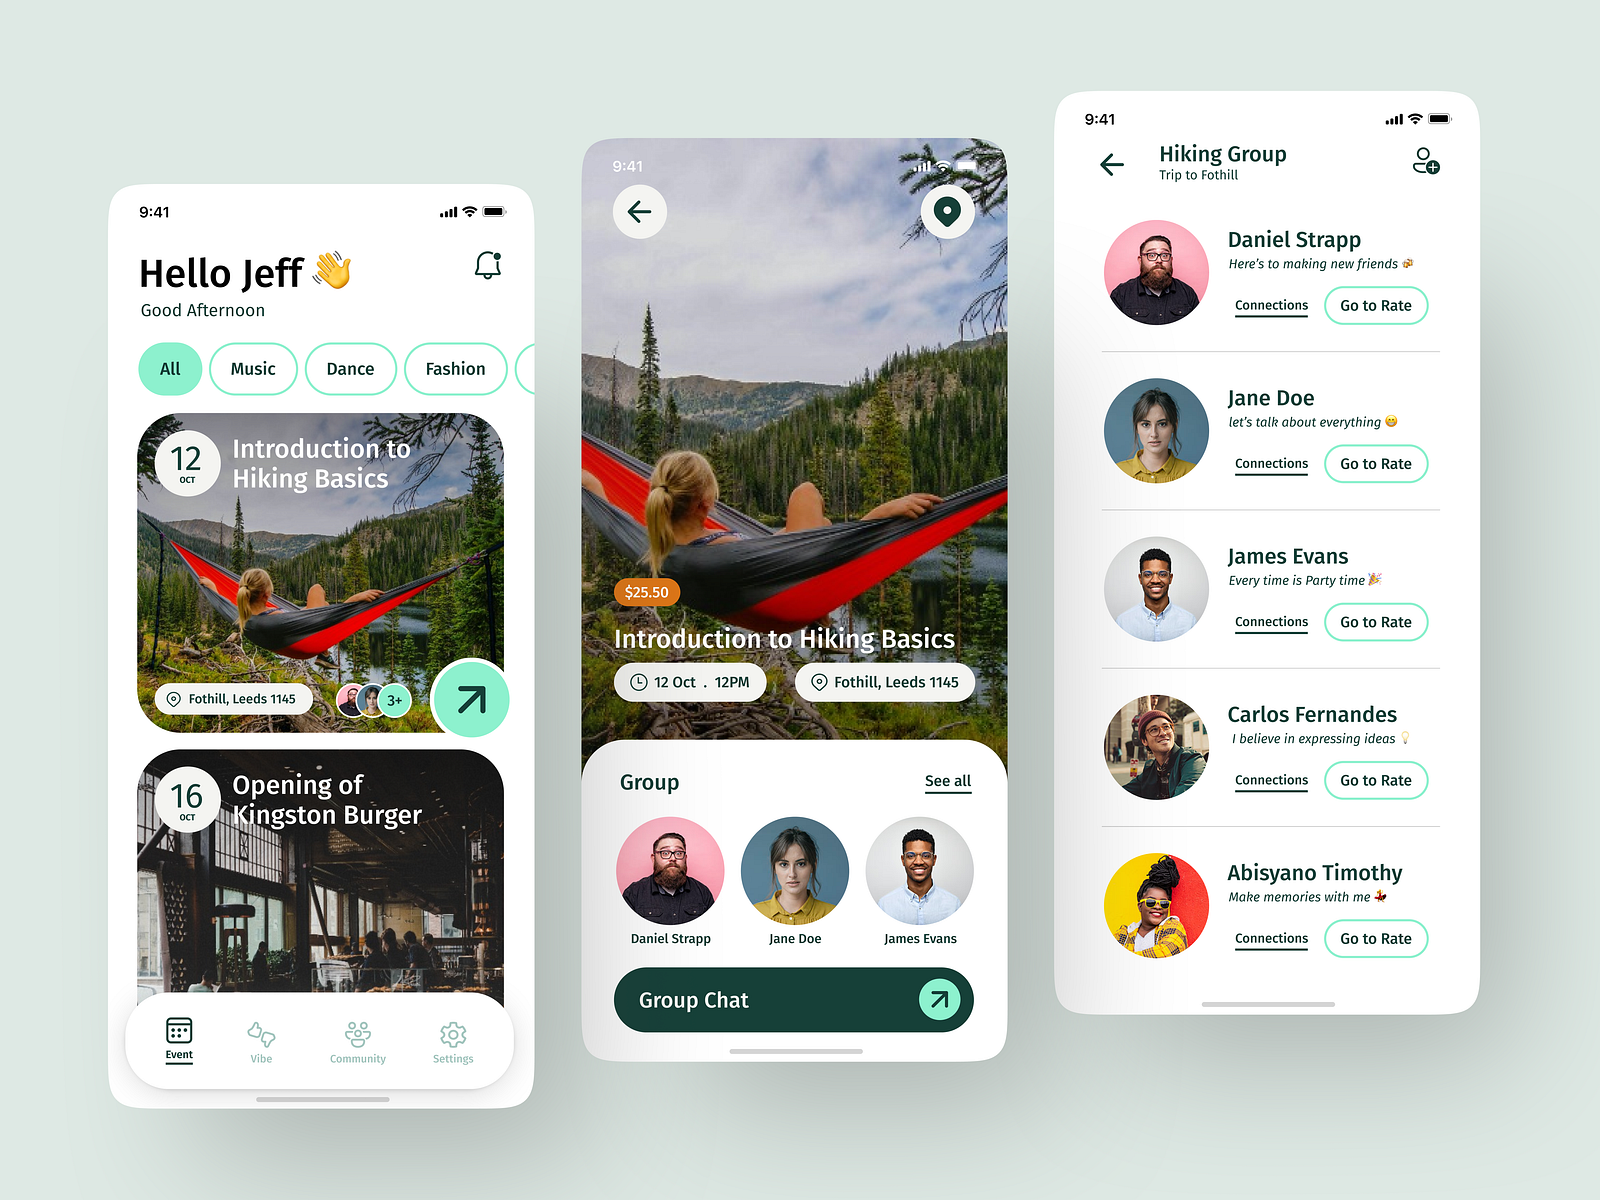 9:41
Hello Jeff 👋
Good Afternoon
All
Music
Dance
Fashion
12
OCT
Introduction to
Hiking Basics
Fothill, Leeds 1145
3+
16
OCT
Opening of
Kingston Burger
Event
Vibe
Community
Settings
9:41
$25.50
Introduction to Hiking Basics
12 Oct . 12PM
Fothill, Leeds 1145
Group
See all
Daniel Strapp
Jane Doe
James Evans
Group Chat
9:41
Hiking Group
Trip to Fothill
Daniel Strapp
Here's to making new friends 🍻
Connections
Go to Rate
Jane Doe
let's talk about everything 😁
Connections
Go to Rate
James Evans
Every time is Party time 🎉
Connections
Go to Rate
Carlos Fernandes
I believe in expressing ideas 💡
Connections
Go to Rate
Abisyano Timothy
Make memories with me 💃
Connections
Go to Rate